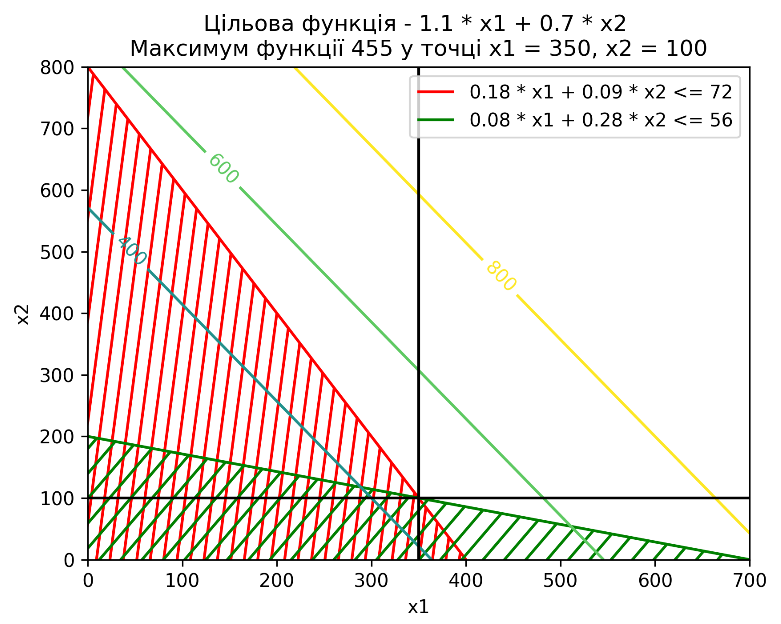 Цільова функція - 1.1 * x1 + 0.7 * x2
Максимум функції 455 у точці x1 = 350, x2 = 100
0.18 * x1 + 0.09 * x2 <= 72
0.08 * x1 + 0.28 * x2 <= 56
800
700
600
500
400
300
200
100
0
x2
600
400
800
0 100 200 300 400 500 600 700
x1